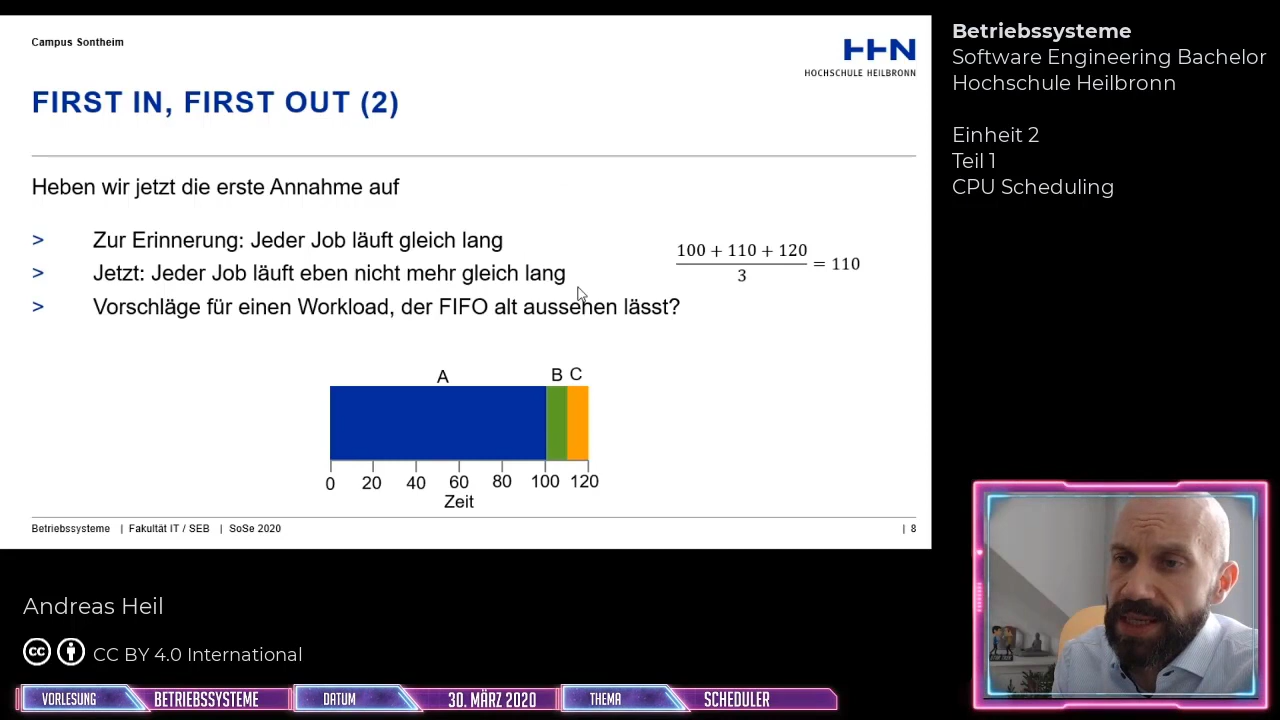 Campus Sontheim
HHN
HOCHSCHULE HEILBRONN
FIRST IN, FIRST OUT (2)
Heben wir jetzt die erste Annahme auf
> Zur Erinnerung: Jeder Job läuft gleich lang
> Jetzt: Jeder Job läuft eben nicht mehr gleich lang
> Vorschläge für einen Workload, der FIFO alt aussehen lässt?
100 + 110 + 120
3
= 110
A B C
0 20 40 60 80 100 120
Zeit
Betriebssysteme | Fakultät IT / SEB | SoSe 2020 | 8
Betriebssysteme
Software Engineering Bachelor
Hochschule Heilbronn
Einheit 2
Teil 1
CPU Scheduling
Andreas Heil
cc CC BY 4.0 International
VORLESUNG BETRIEBSSYSTEME DATUM 30. MÄRZ 2020 THEMA SCHEDULER